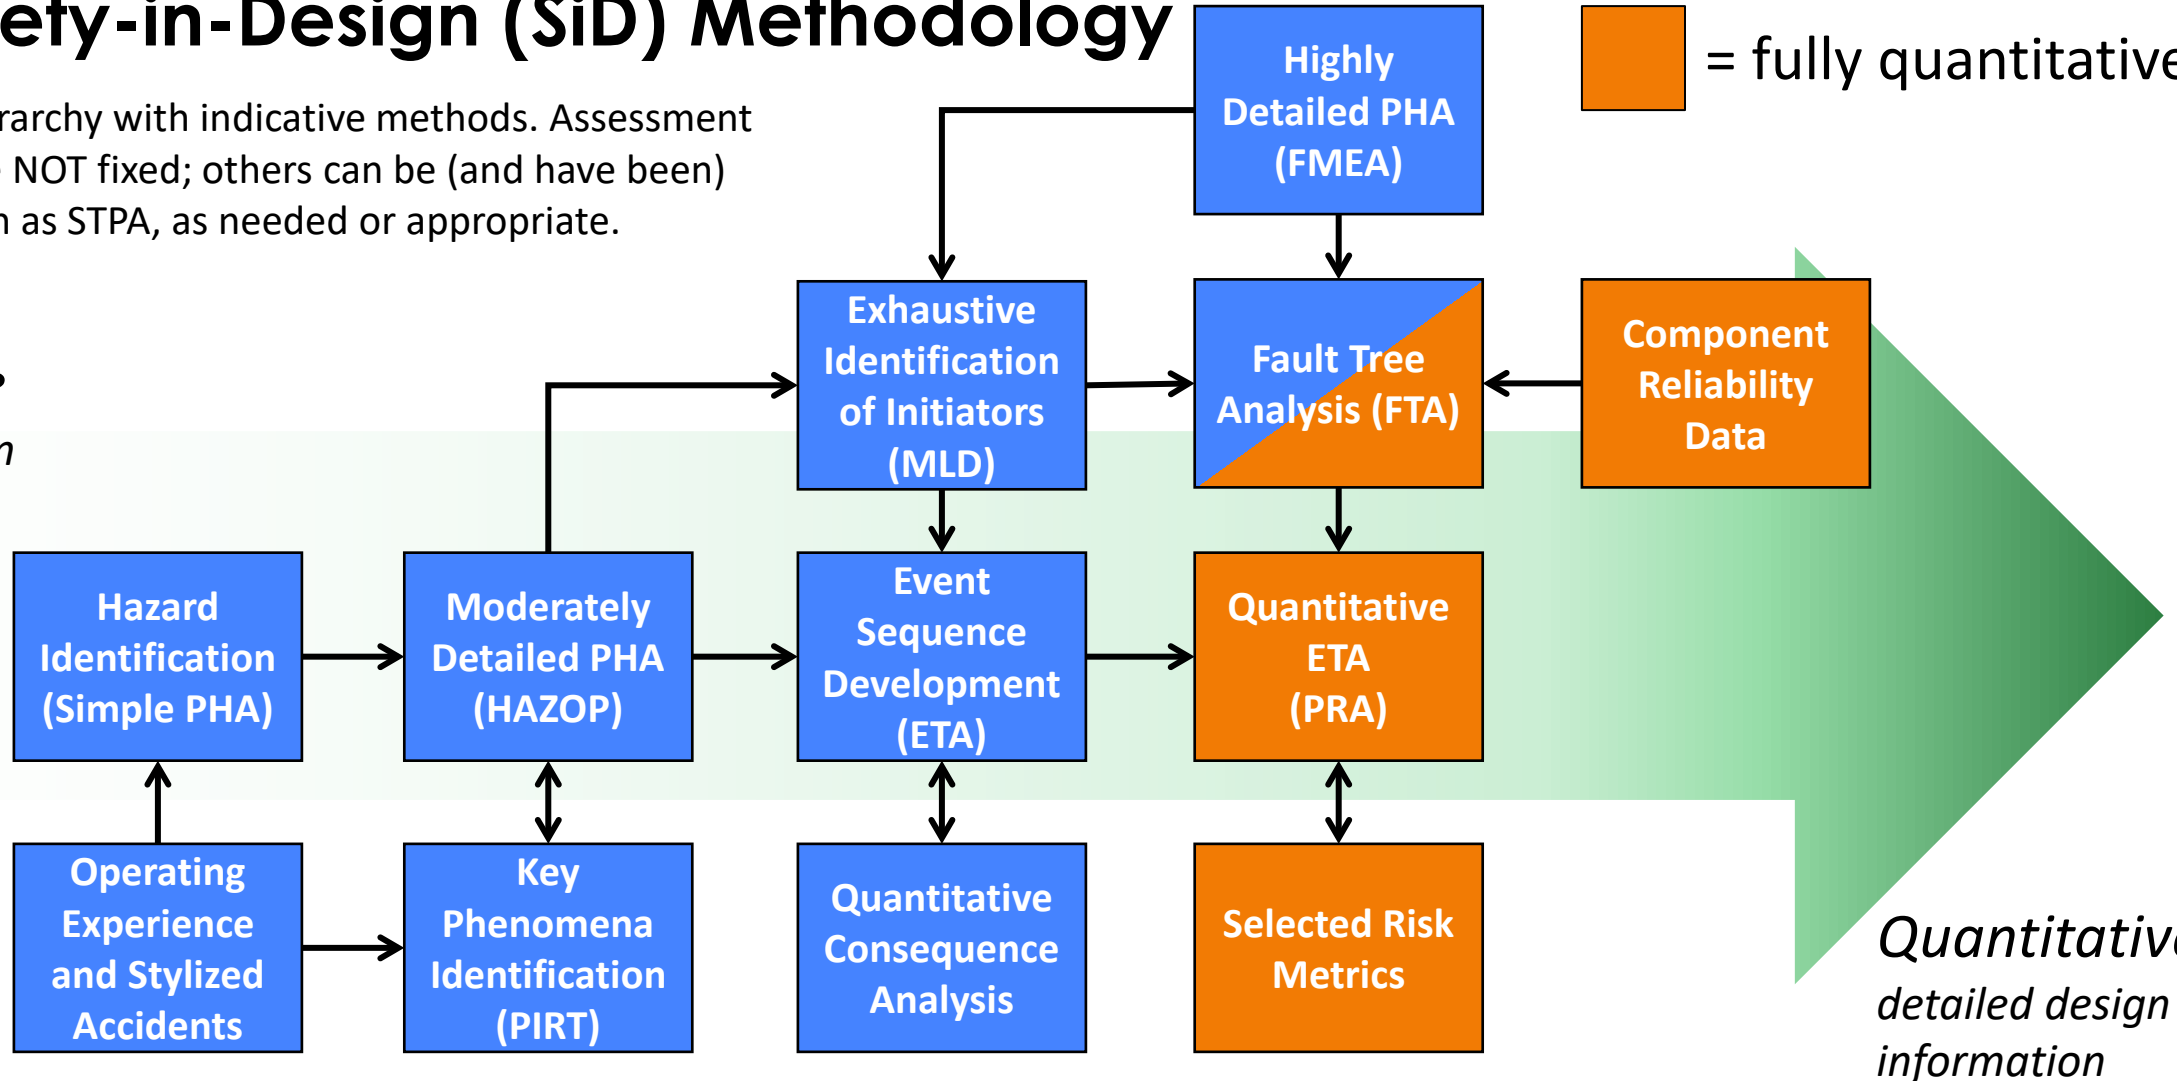 ety-in-Design (SiD) Methodology
rarchy with indicative methods. Assessment
NOT fixed; others can be (and have been)
as STPA, as needed or appropriate.
= fully quantitative
Highly
Detailed PHA
(FMEA)
Exhaustive
Identification
of Initiators
(MLD)
Fault Tree
Analysis (FTA)
Component
Reliability
Data
Hazard
Identification
(Simple PHA)
Moderately
Detailed PHA
(HAZOP)
Event
Sequence
Development
(ETA)
Quantitative
ETA
(PRA)
Operating
Experience
and Stylized
Accidents
Key
Phenomena
Identification
(PIRT)
Quantitative
Consequence
Analysis
Selected Risk
Metrics
Quantitative
detailed design
information